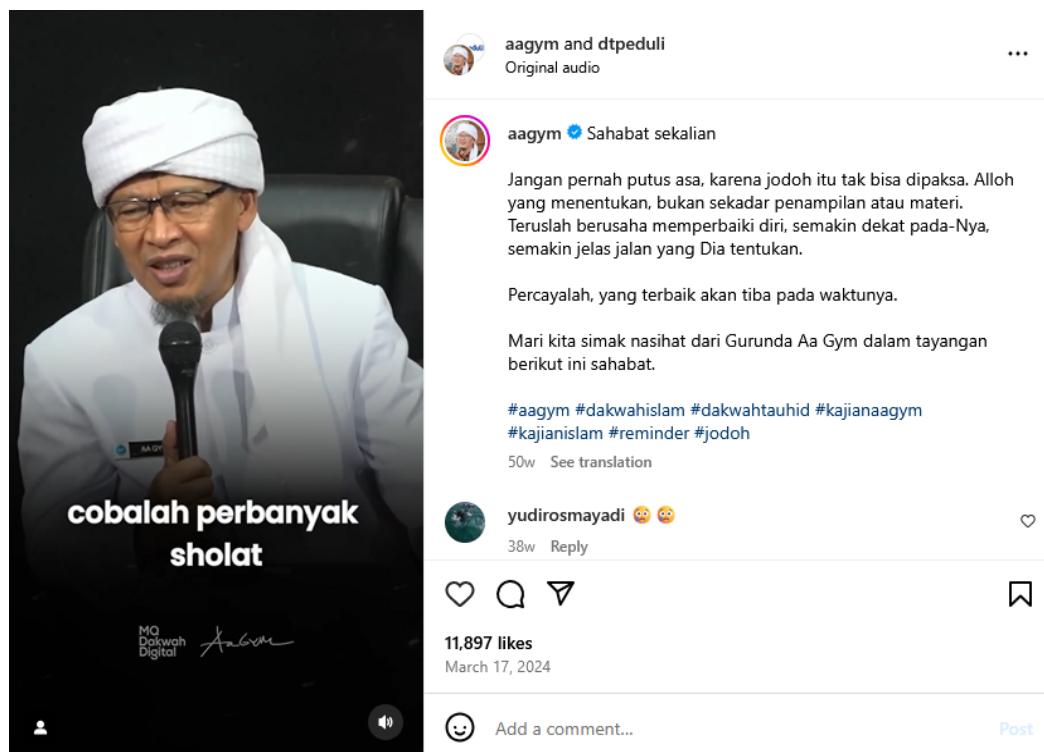 cobalah perbanyak
sholat
MQ
Dakwah
Digital
AaGym
aagym and dtpeduli
Original audio
aagym Sahabat sekalian
Jangan pernah putus asa, karena jodoh itu tak bisa dipaksa. Alloh
yang menentukan, bukan sekadar penampilan atau materi.
Teruslah berusaha memperbaiki diri, semakin dekat pada-Nya,
semakin jelas jalan yang Dia tentukan.
Percayalah, yang terbaik akan tiba pada waktunya.
Mari kita simak nasihat dari Gurunda Aa Gym dalam tayangan
berikut ini sahabat.
#aagym #dakwahislam #dakwahtauhid #kajianaagym
#kajianislam #reminder #jodoh
50w See translation
yudirosmayadi 😳 😳
38w Reply
11,897 likes
March 17, 2024
Add a comment...
Post